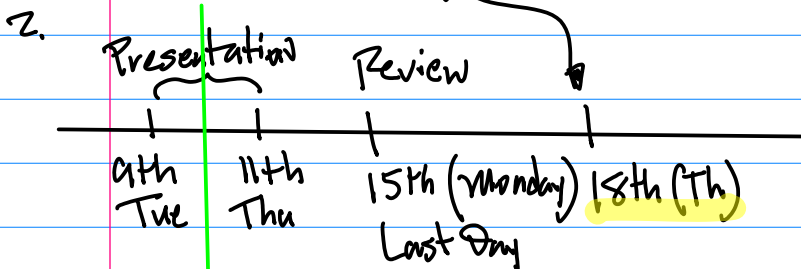 2.
Presentation Review
9th 11th 15th (Monday) 18th (Th)
Tue Thu Last Day